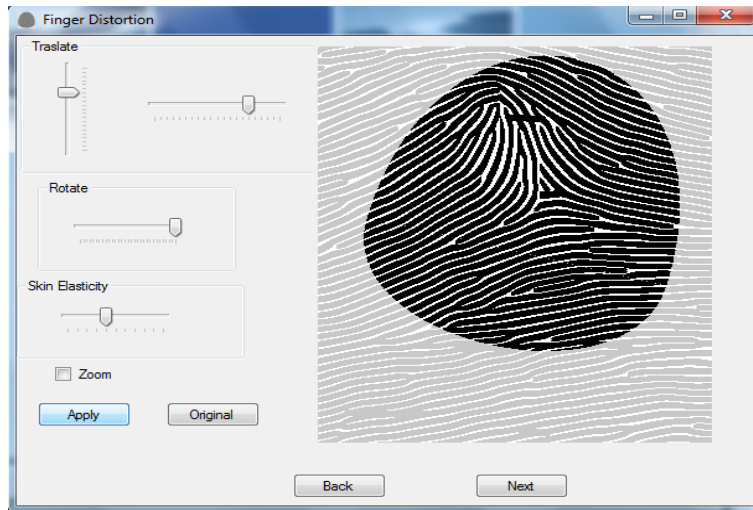 Finger Distortion
Traslate
Rotate
Skin Elasticity
Zoom
Apply
Original
Back
Next